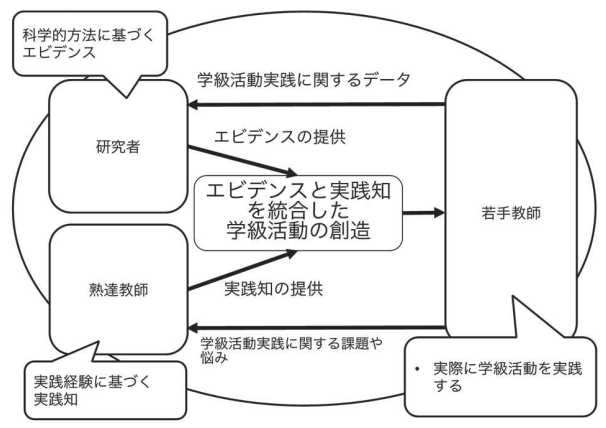 科学的方法に基づく
エビデンス
学級活動実践に関するデータ
研究者
エビデンスの提供
エビデンスと実践知
を統合した
学級活動の創造
若手教師
熟達教師
実践知の提供
学級活動実践に関する課題や
悩み
実践経験に基づく
実践知
• 実際に学級活動を実践
する